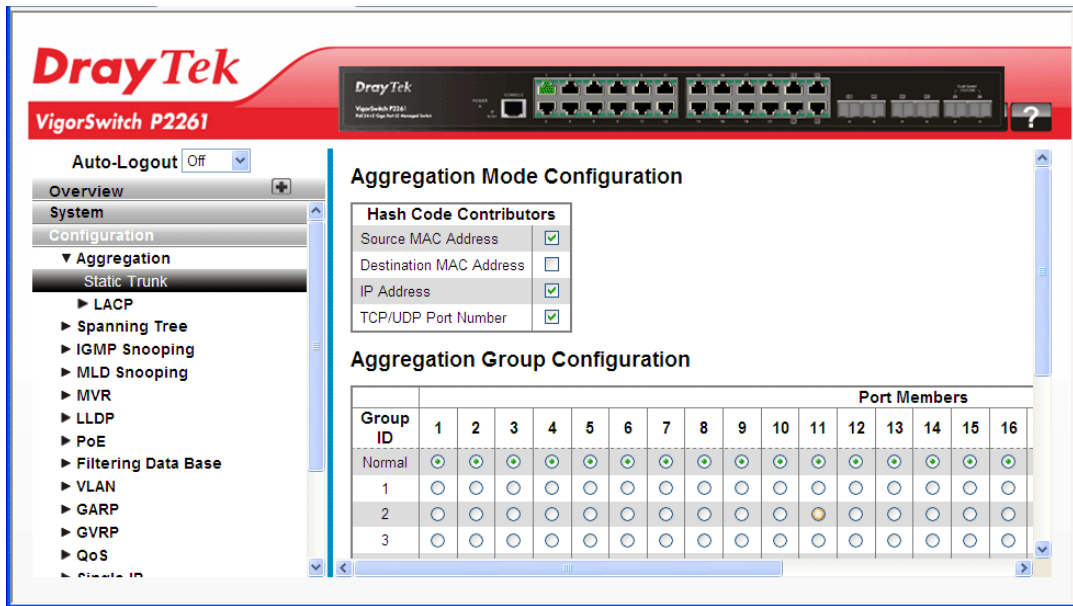 DrayTek
VigorSwitch P2261
DrayTek
VigorSwitch P2261
?
Auto-Logout Off
Overview
System
Configuration
▼ Aggregation
Static Trunk
► LACP
► Spanning Tree
► IGMP Snooping
► MLD Snooping
► MVR
► LLDP
► PoE
► Filtering Data Base
► VLAN
► GARP
► GVRP
► QoS
Aggregation Mode Configuration
Hash Code Contributors
Source MAC Address
Destination MAC Address
IP Address
TCP/UDP Port Number
Aggregation Group Configuration
Port Members
Group ID 1 2 3 4 5 6 7 8 9 10 11 12 13 14 15 16
Normal
1
2
3